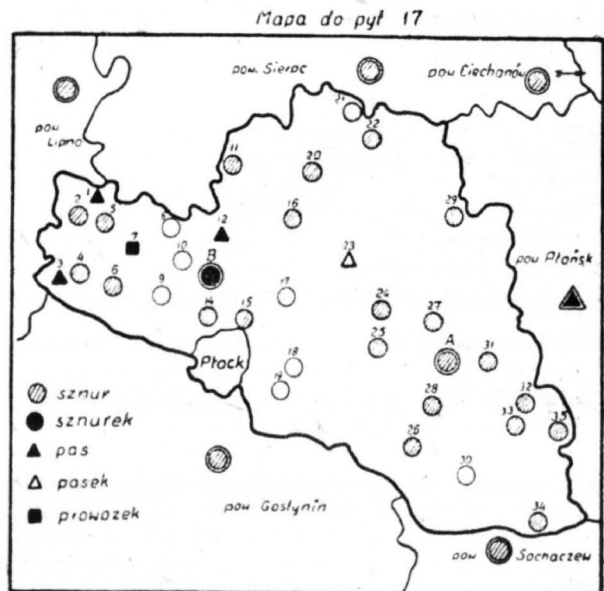 Mapa do pyt. 17
pow. Sierpc
pow Ciechanów
pow Lipno
21
22
11
20
1
2
5
8
16
29
12
7
10
B
23
pow Płońsk
3
4
6
9
17
24
27
14
15
25
A
31
Płock
18
19
28
32
33
35
26
30
34
sznur
sznurek
pas
pasek
prowozek
pow Gostynin
pow Sochaczew